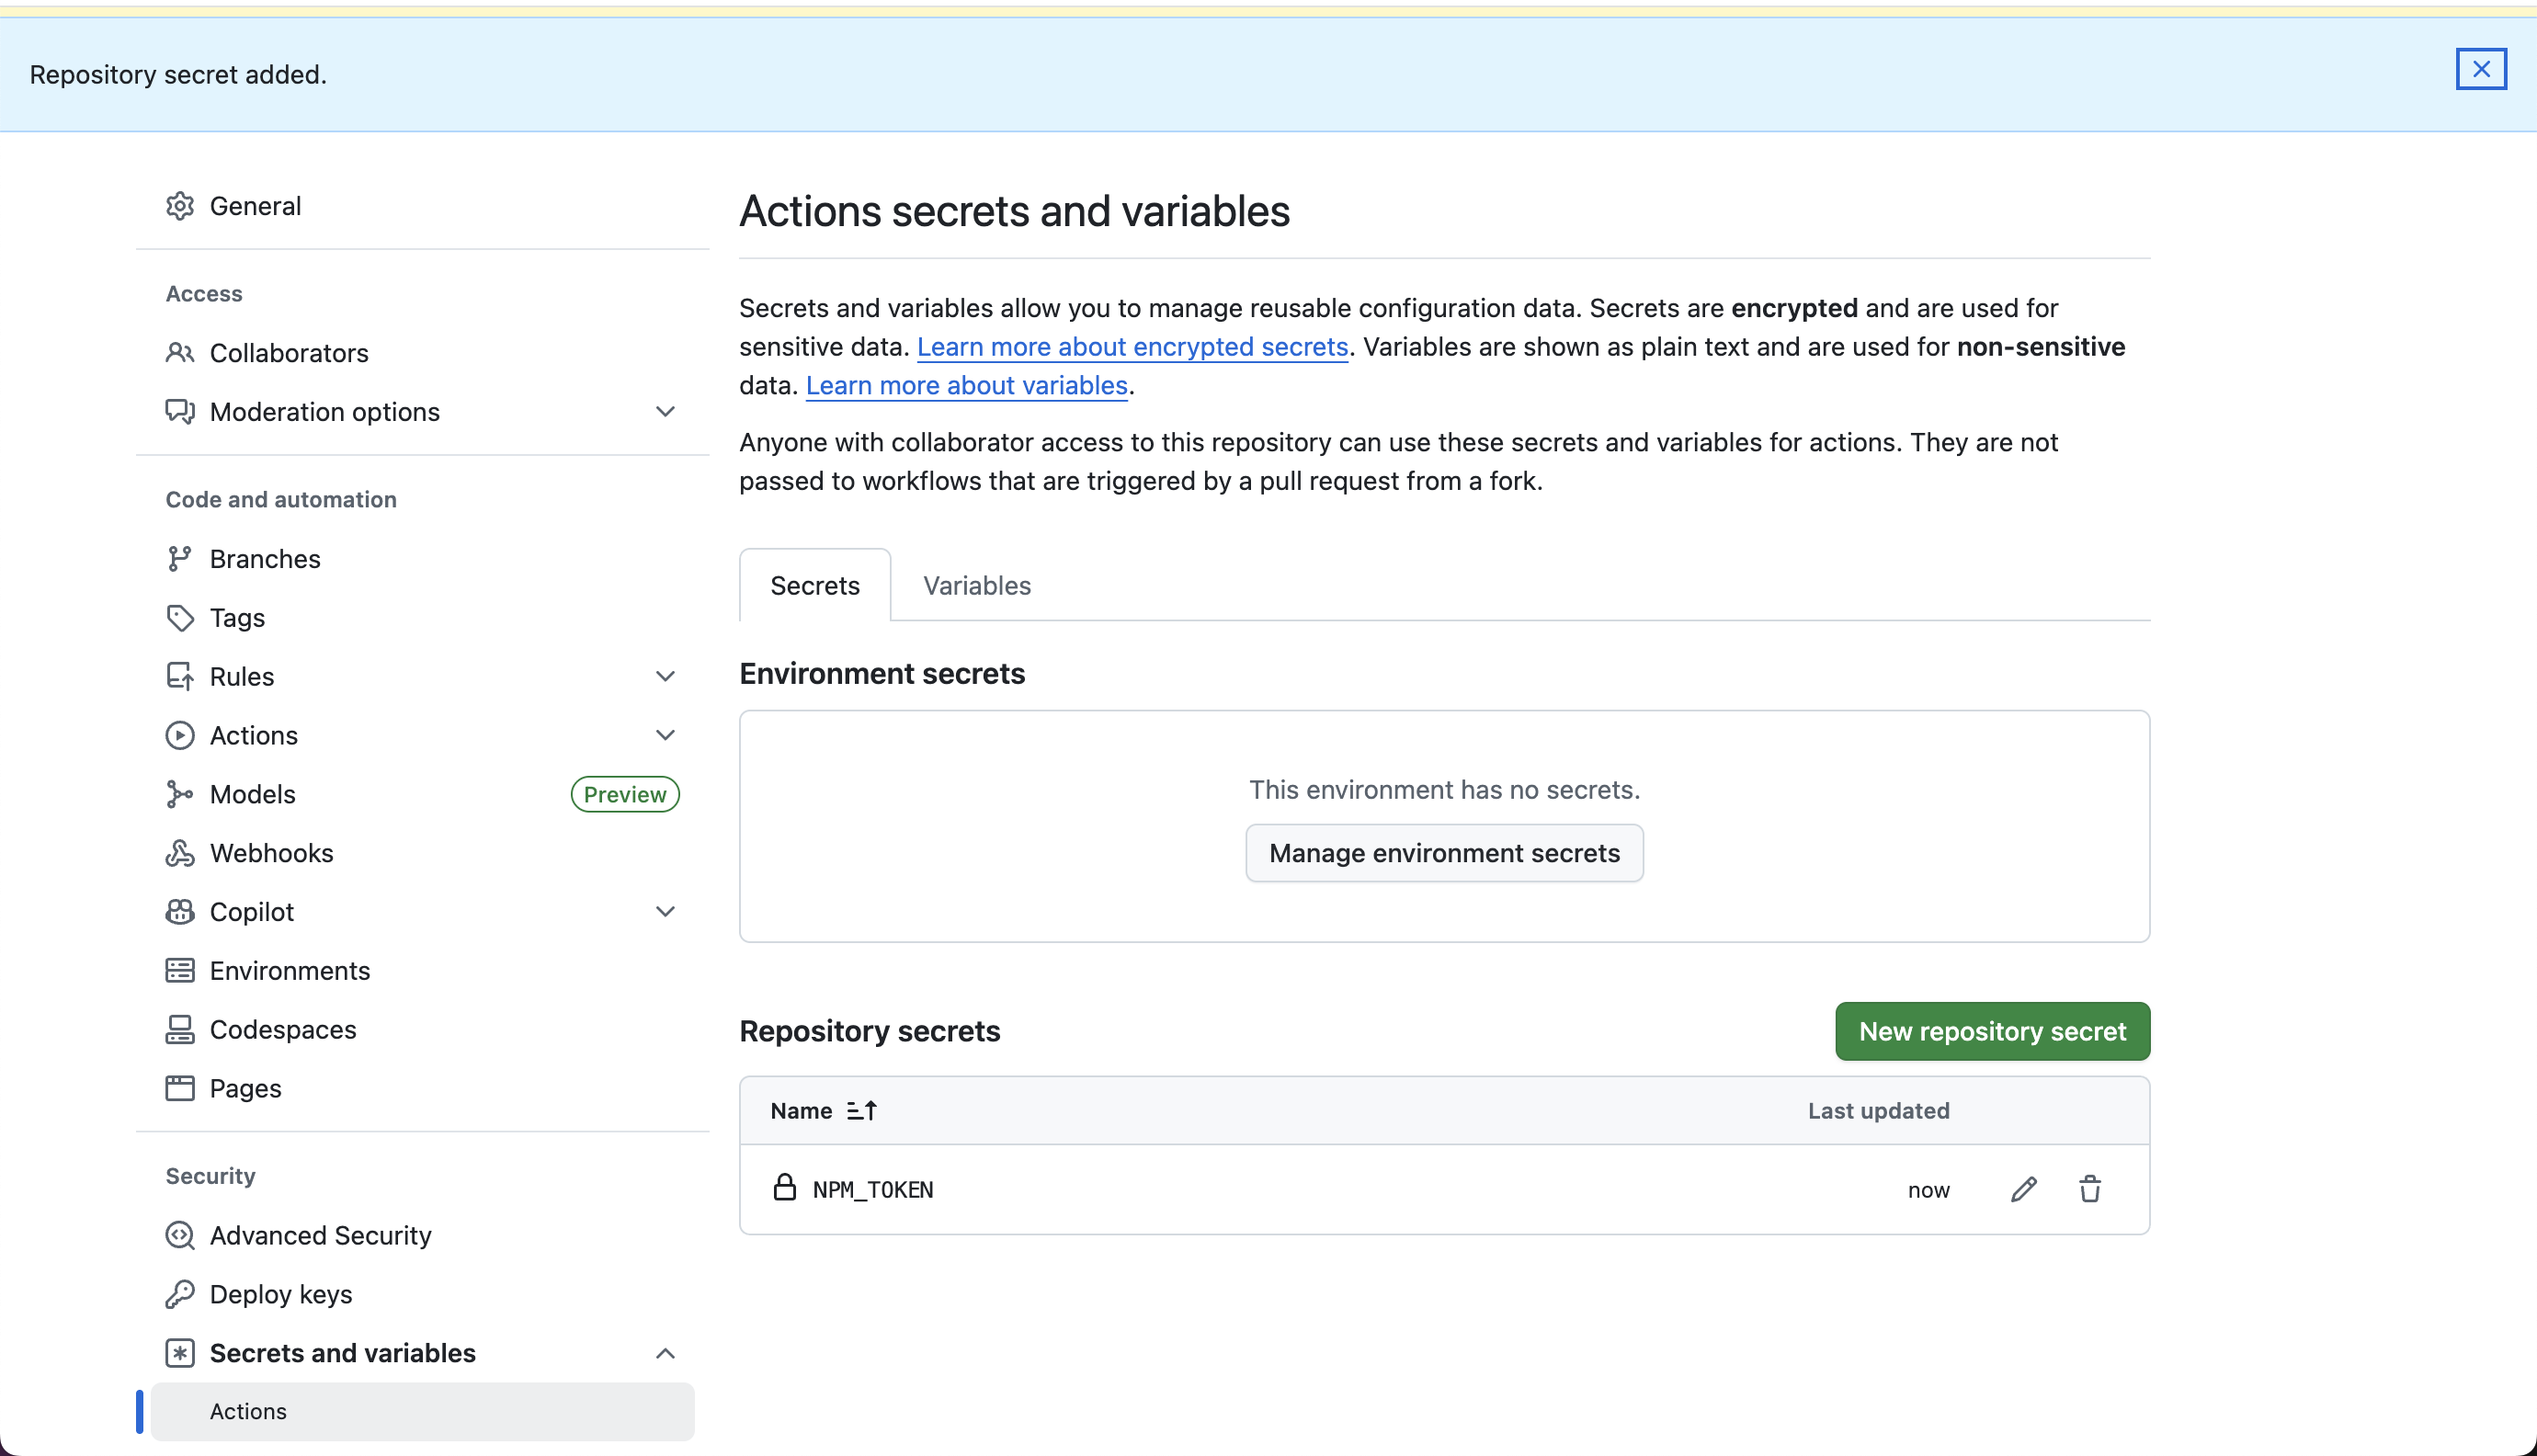 Repository secret added.
General
Access
Collaborators
Moderation options
Code and automation
Branches
Tags
Rules
Actions
Models
Preview
Webhooks
Copilot
Environments
Codespaces
Pages
Security
Advanced Security
Deploy keys
Secrets and variables
Actions
Actions secrets and variables
Secrets and variables allow you to manage reusable configuration data. Secrets are encrypted and are used for
sensitive data. Learn more about encrypted secrets. Variables are shown as plain text and are used for non-sensitive
data. Learn more about variables.
Anyone with collaborator access to this repository can use these secrets and variables for actions. They are not
passed to workflows that are triggered by a pull request from a fork.
Secrets
Variables
Environment secrets
This environment has no secrets.
Manage environment secrets
Repository secrets
New repository secret
Name
Last updated
NPM_TOKEN
now